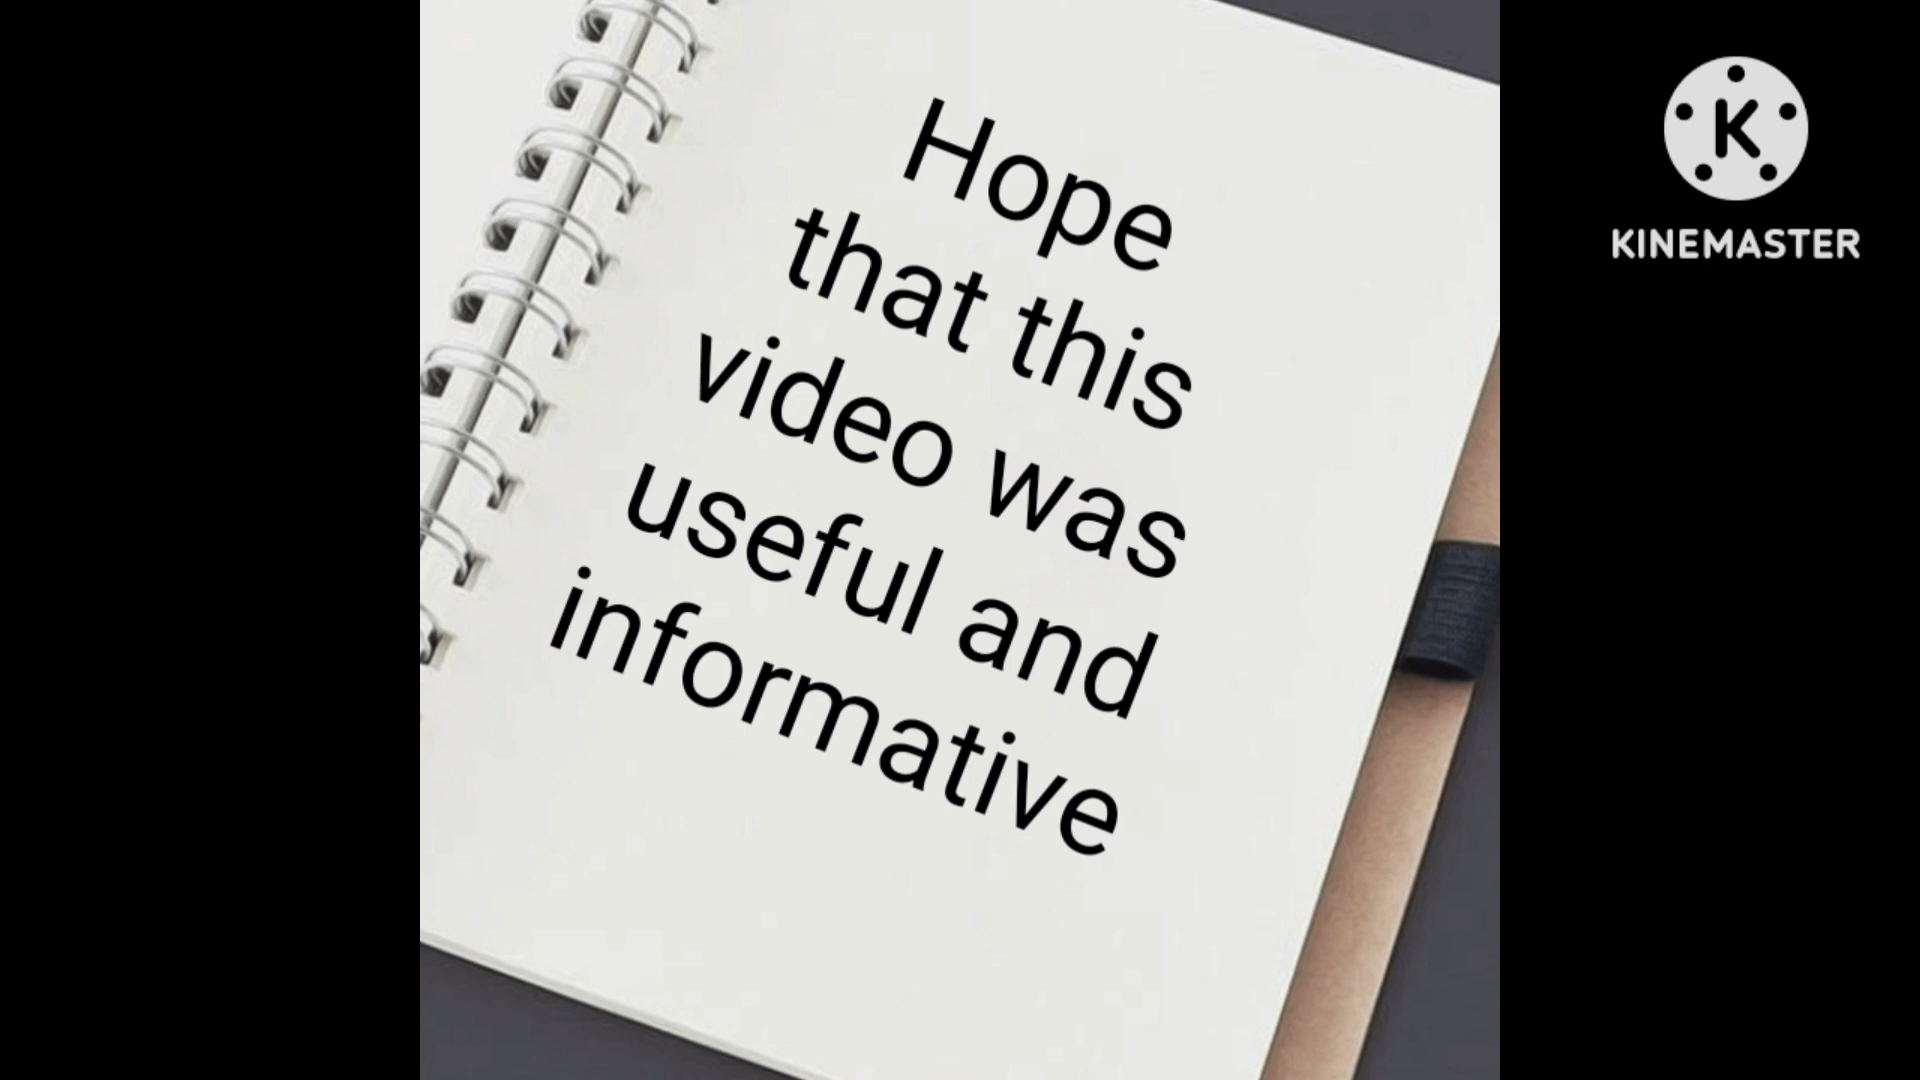 Hope
that this
video was
useful and
informative
K
KINEMASTER